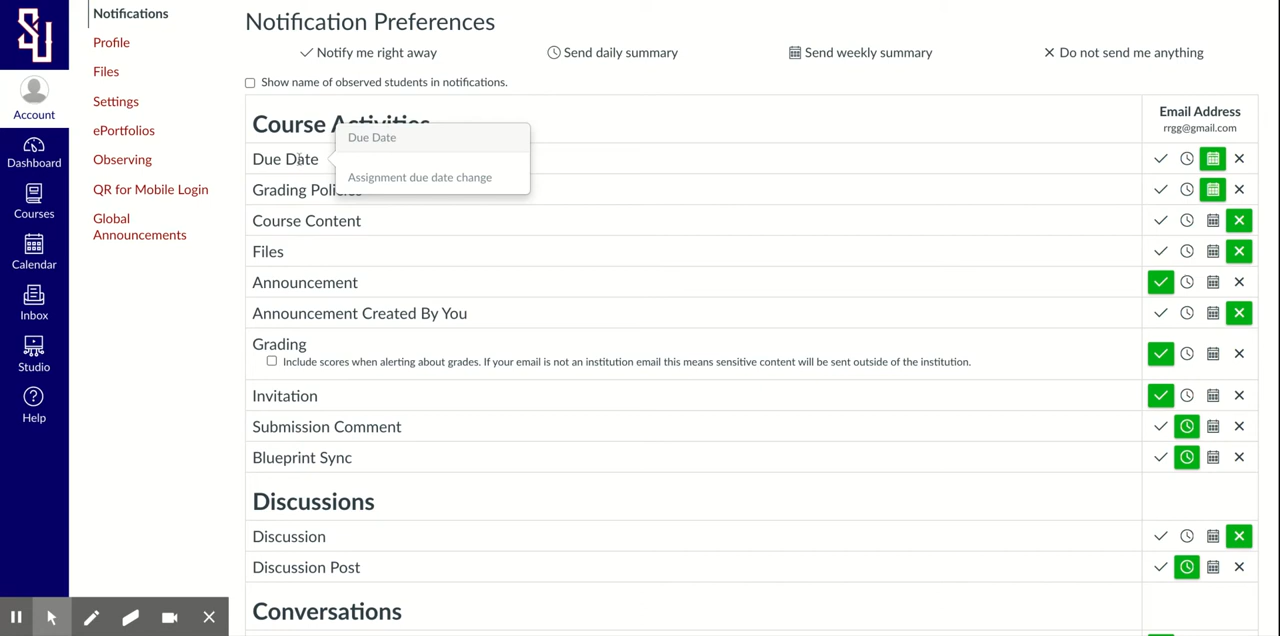 SU
Account
Dashboard
Courses
Calendar
Inbox
Studio
Help
Notifications
Profile
Files
Settings
ePortfolios
Observing
QR for Mobile Login
Global
Announcements
Notification Preferences
Notify me right away
Send daily summary
Send weekly summary
Do not send me anything
Show name of observed students in notifications.
Course Activities
Email Address
rrgg@gmail.com
Due Date
Due Date
Assignment due date change
Grading Policies
Course Content
Files
Announcement
Announcement Created By You
Grading
Include scores when alerting about grades. If your email is not an institution email this means sensitive content will be sent outside of the institution.
Invitation
Submission Comment
Blueprint Sync
Discussions
Discussion
Discussion Post
Conversations